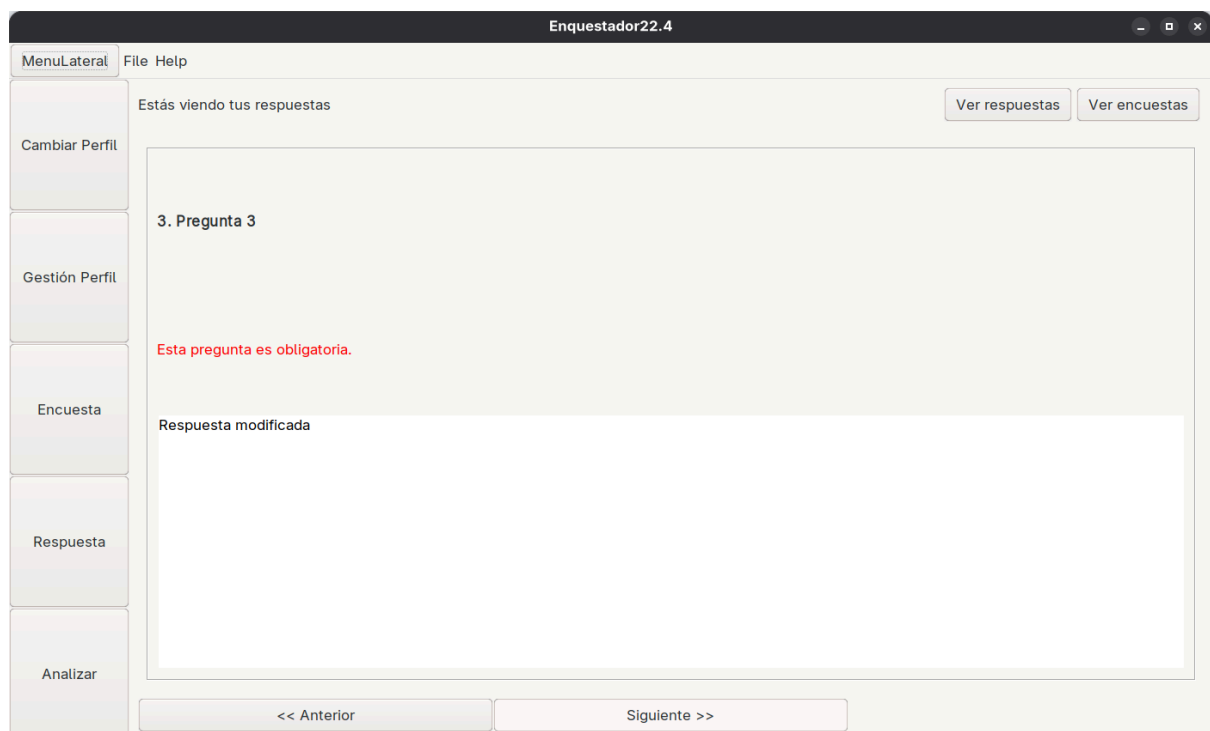 Enquestador22.4
MenuLateral File Help
Estás viendo tus respuestas
Ver respuestas
Ver encuestas
Cambiar Perfil
Gestión Perfil
Encuesta
Respuesta
Analizar
3. Pregunta 3
Esta pregunta es obligatoria.
Respuesta modificada
<< Anterior
Siguiente >>